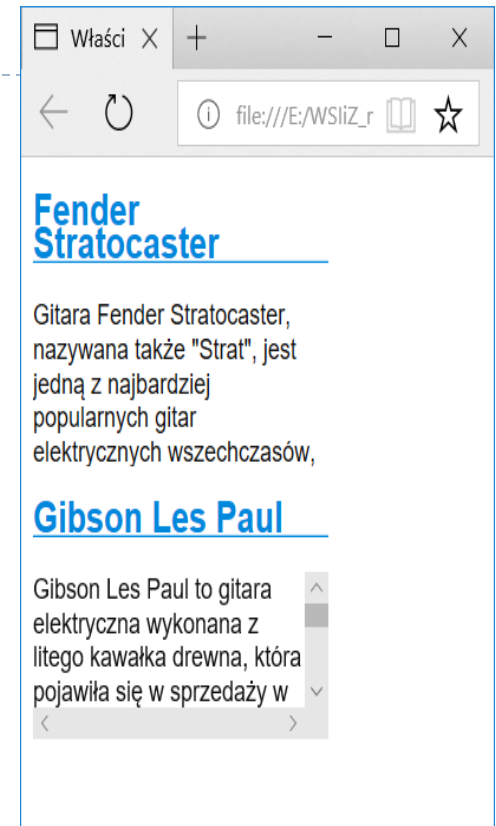 Właści
file:///E:/WSIiZ_r
Fender
Stratocaster
Gitara Fender Stratocaster,
nazywana także "Strat", jest
jedną z najbardziej
popularnych gitar
elektrycznych wszechczasów,
Gibson Les Paul
Gibson Les Paul to gitara
elektryczna wykonana z
litego kawałka drewna, która
pojawiła się w sprzedaży w